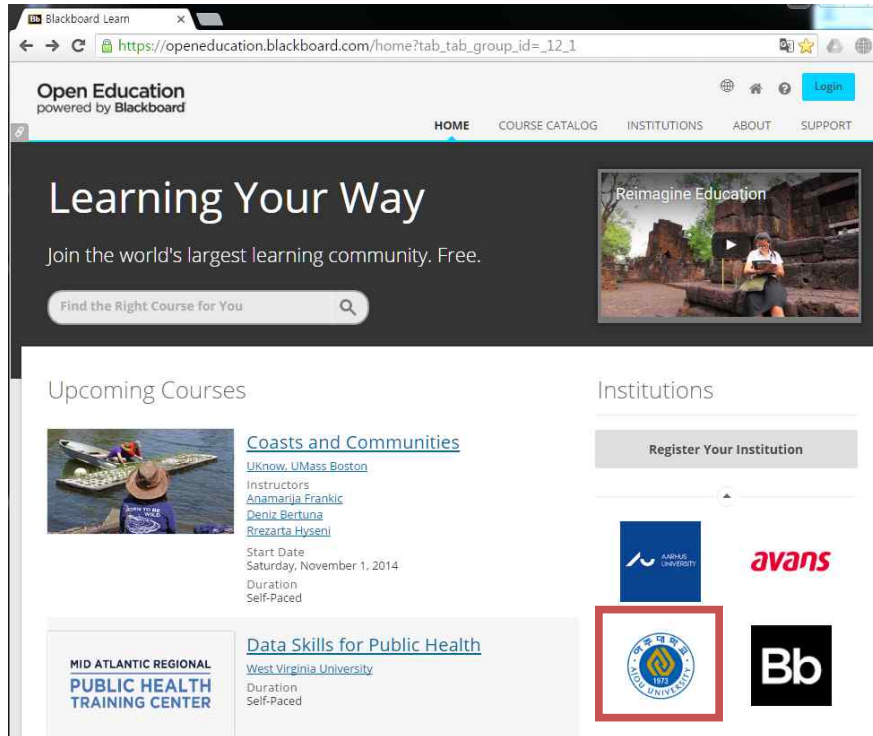 Bb Blackboard Learn
https://openeducation.blackboard.com/home?tab_tab_group_id=_12_1
Open Education
powered by Blackboard
Login
HOME COURSE CATALOG INSTITUTIONS ABOUT SUPPORT
Learning Your Way
Join the world's largest learning community. Free.
Find the Right Course for You
Reimagine Education
Upcoming Courses
Coasts and Communities
UKnow, UMass Boston
Instructors
Anamarija Frankic
Deniz Bertuna
Rrezarta Hyseni
Start Date
Saturday, November 1, 2014
Duration
Self-Paced
BORN TO BE
WILD
MID ATLANTIC REGIONAL
PUBLIC HEALTH
TRAINING CENTER
Data Skills for Public Health
West Virginia University
Duration
Self-Paced
Institutions
Register Your Institution
AARHUS
UNIVERSITY
avans
아주대학교
1973
AJOU UNIVERSITY
Bb